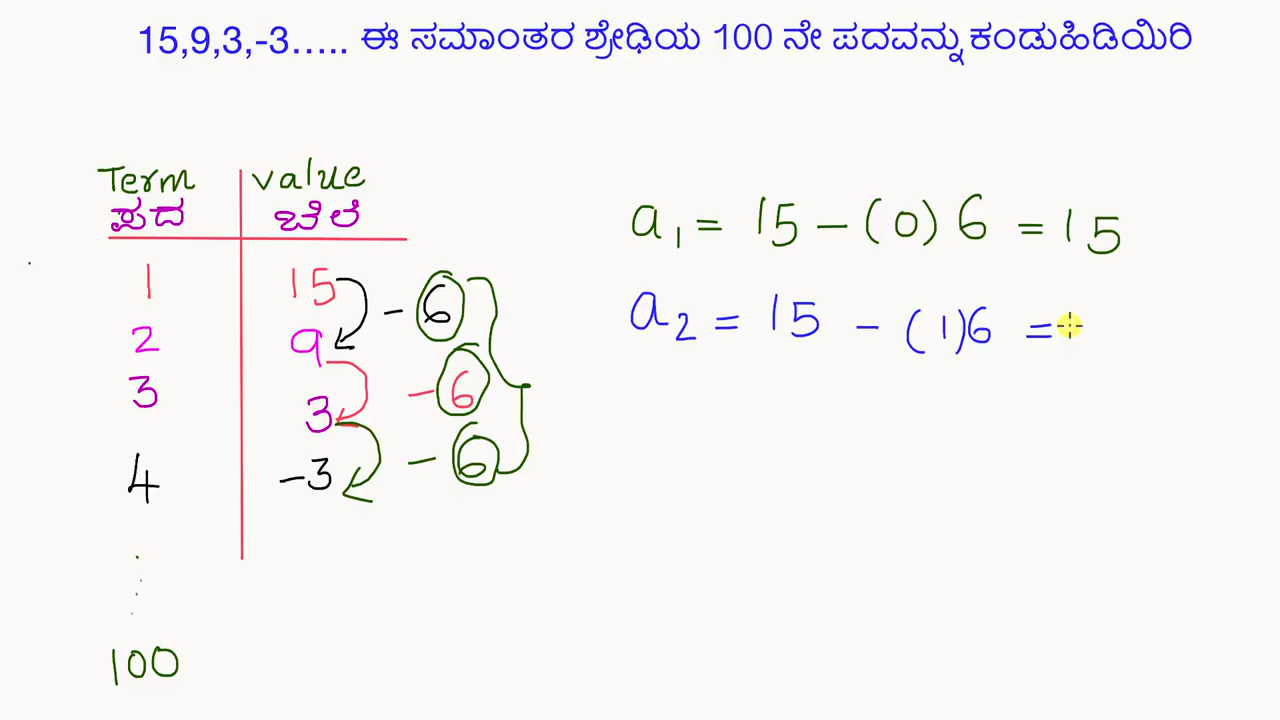 15,9,3,-3..... ಈ ಸಮಾಂತರ ಶ್ರೇಢಿಯ 100 ನೇ ಪದವನ್ನು ಕಂಡುಹಿಡಿಯಿರಿ
Term value
ಪದ ಬೆಲೆ
1 15 - 6
2 9
3 3 - 6
4 -3 - 6
100
a₁ = 15 - (0) 6 = 15
a₂ = 15 - (1)6 =